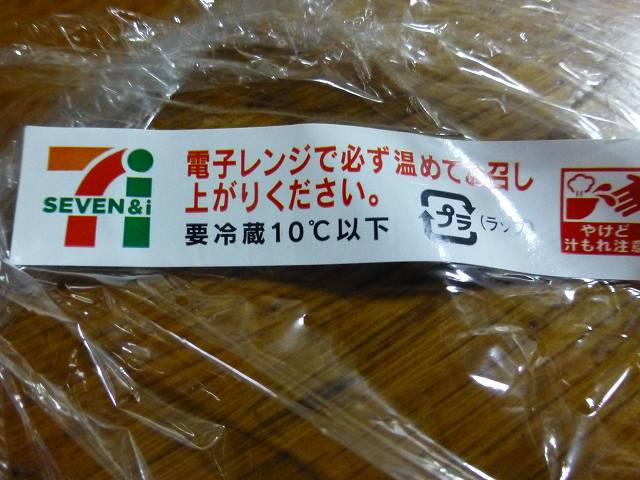 SEVEN&i
電子レンジで必ず温めてお召し
上がりください。
要冷蔵10℃以下
プラ
(ラップ)
やけど
汁もれ注意